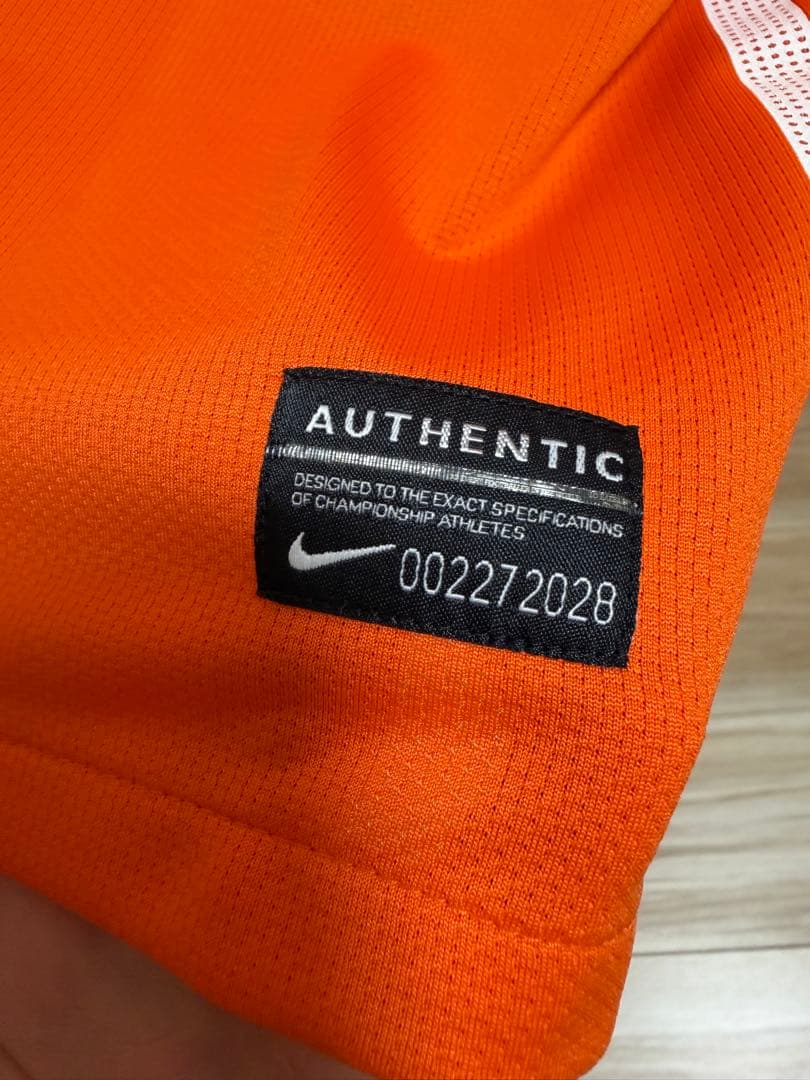 AUTHENTIC
DESIGNED TO THE EXACT SPECIFICATIONS
OF CHAMPIONSHIP ATHLETES
002272028